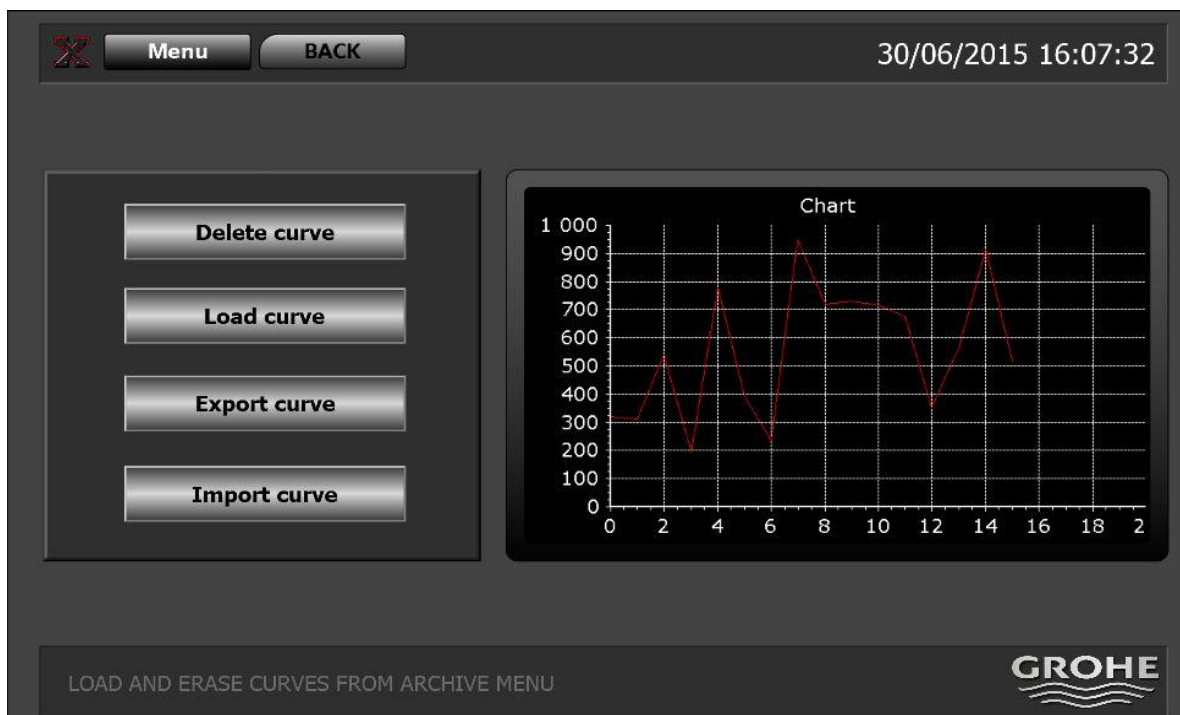 Menu
BACK
30/06/2015 16:07:32
Delete curve
Load curve
Export curve
Import curve
Chart
1 000
900
800
700
600
500
400
300
200
100
0
0 2 4 6 8 10 12 14 16 18 2
LOAD AND ERASE CURVES FROM ARCHIVE MENU
GROHE